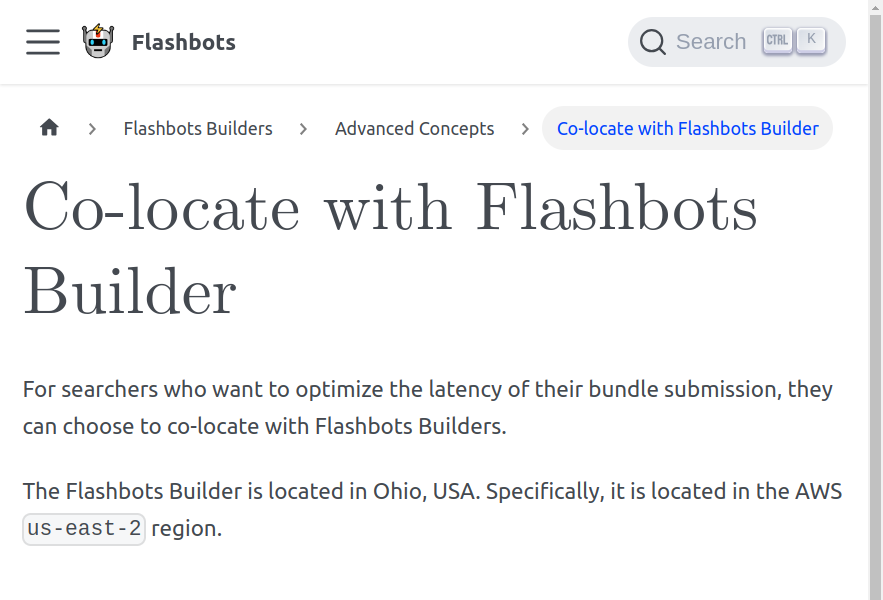 Flashbots
Search CTRL K
Flashbots Builders Advanced Concepts Co-locate with Flashbots Builder
Co-locate with Flashbots
Builder
For searchers who want to optimize the latency of their bundle submission, they
can choose to co-locate with Flashbots Builders.
The Flashbots Builder is located in Ohio, USA. Specifically, it is located in the AWS
us-east-2 region.